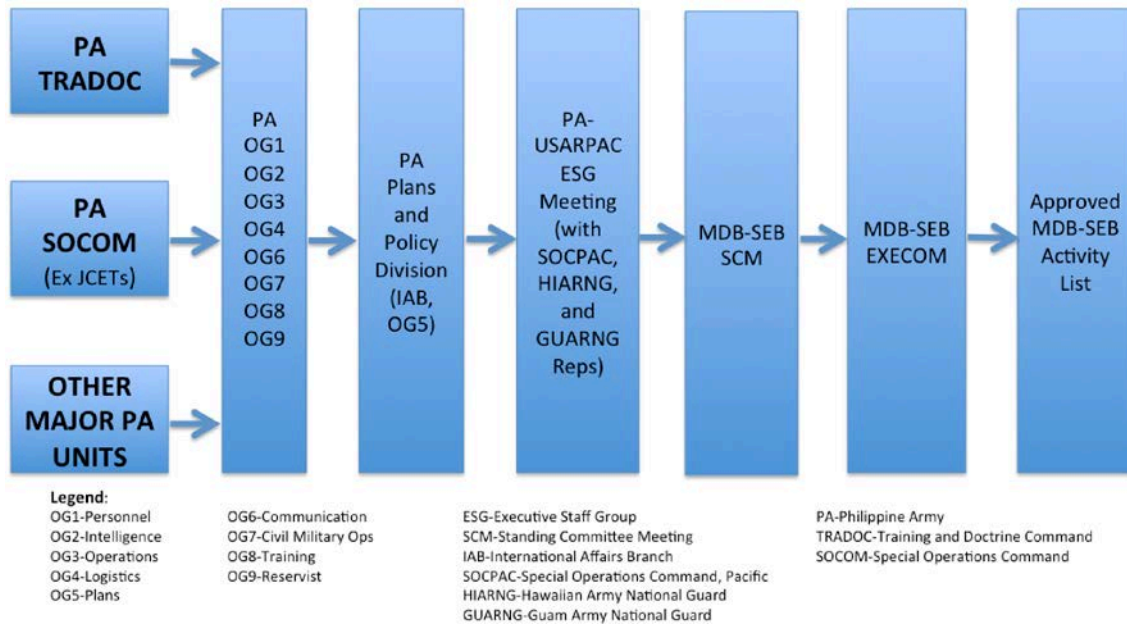 PA
TRADOC
PA
SOCOM
(Ex JCETs)
OTHER
MAJOR PA
UNITS
PA
OG1
OG2
OG3
OG4
OG6
OG7
OG8
OG9
PA
Plans
and
Policy
Division
(IAB,
OG5)
PA-
USARPAC
ESG
Meeting
(with
SOCPAC,
HIARNG,
and
GUARNG
Reps)
MDB-SEB
SCM
MDB-SEB
EXECOM
Approved
MDB-SEB
Activity
List
Legend:
OG1-Personnel
OG2-Intelligence
OG3-Operations
OG4-Logistics
OG5-Plans
OG6-Communication
OG7-Civil Military Ops
OG8-Training
OG9-Reservist
ESG-Executive Staff Group
SCM-Standing Committee Meeting
IAB-International Affairs Branch
SOCPAC-Special Operations Command, Pacific
HIARNG-Hawaiian Army National Guard
GUARNG-Guam Army National Guard
PA-Philippine Army
TRADOC-Training and Doctrine Command
SOCOM-Special Operations Command